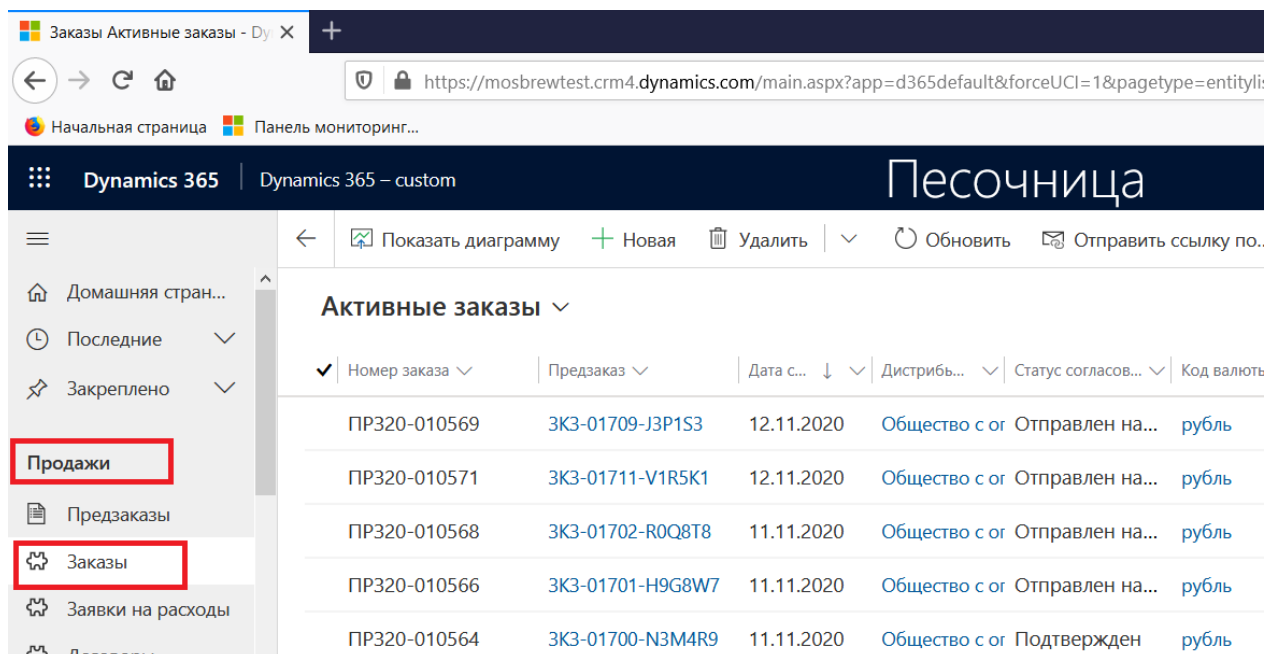 Заказы Активные заказы - Dy
https://mosbrewtest.crm4.dynamics.com/main.aspx?app=d365default&forceUCI=1&pagetype=entitylis
Начальная страница Панель мониторинг...
Dynamics 365 Dynamics 365 – custom Песочница
Показать диаграмму Новая Удалить Обновить Отправить ссылку по...
Домашняя стран...
Последние
Закреплено
Продажи
Предзаказы
Заказы
Заявки на расходы
Договоры
Активные заказы
Номер заказа Предзаказ Дата с... Дистрибь... Статус согласов... Код валюты
ПР320-010569 ЗКЗ-01709-J3P1S3 12.11.2020 Общество с ог Отправлен на... рубль
ПР320-010571 ЗКЗ-01711-V1R5K1 12.11.2020 Общество с ог Отправлен на... рубль
ПР320-010568 ЗКЗ-01702-R0Q8T8 11.11.2020 Общество с ог Отправлен на... рубль
ПР320-010566 ЗКЗ-01701-H9G8W7 11.11.2020 Общество с ог Отправлен на... рубль
ПР320-010564 ЗКЗ-01700-N3M4R9 11.11.2020 Общество с ог Подтвержден рубль